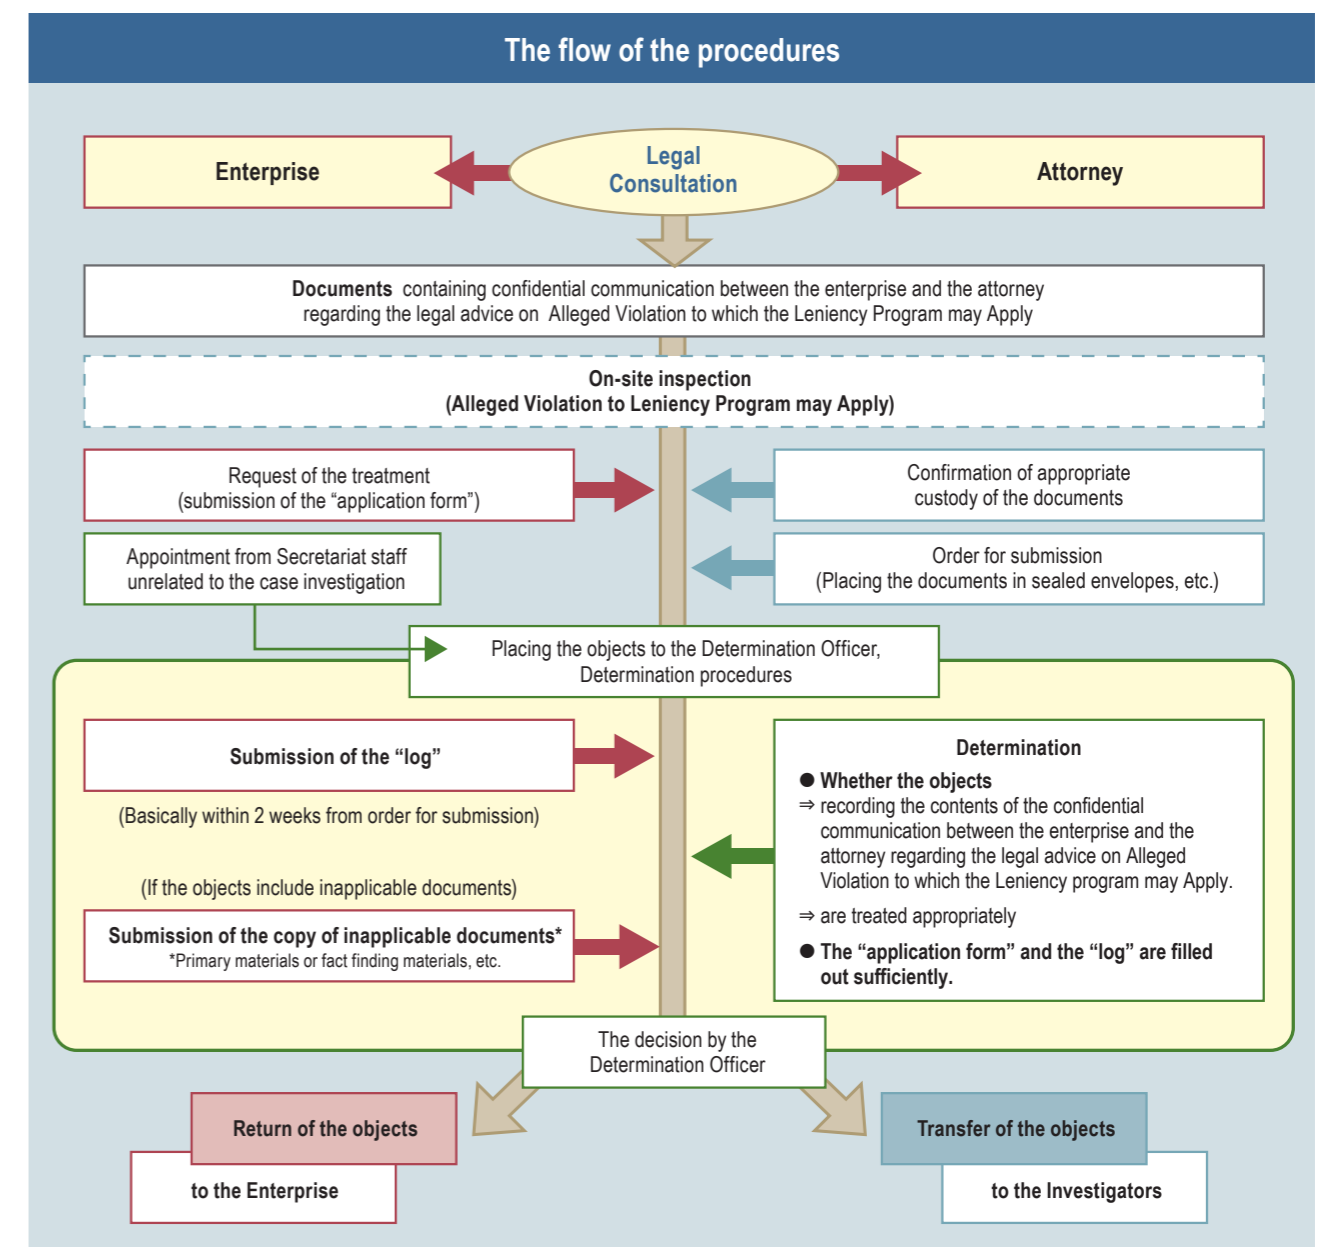 The flow of the procedures
Enterprise
Legal
Consultation
Attorney
Documents containing confidential communication between the enterprise and the attorney
regarding the legal advice on Alleged Violation to which the Leniency Program may Apply
On-site inspection
(Alleged Violation to Leniency Program may Apply)
Request of the treatment
(submission of the “application form”)
Confirmation of appropriate
custody of the documents
Appointment from Secretariat staff
unrelated to the case investigation
Order for submission
(Placing the documents in sealed envelopes, etc.)
Placing the objects to the Determination Officer,
Determination procedures
Submission of the “log”
(Basically within 2 weeks from order for submission)
(If the objects include inapplicable documents)
Submission of the copy of inapplicable documents*
*Primary materials or fact finding materials, etc.
Determination
● Whether the objects
⇒ recording the contents of the confidential
communication between the enterprise and the
attorney regarding the legal advice on Alleged
Violation to which the Leniency program may Apply.
⇒ are treated appropriately
● The “application form” and the “log” are filled
out sufficiently.
The decision by the
Determination Officer
Return of the objects
to the Enterprise
Transfer of the objects
to the Investigators